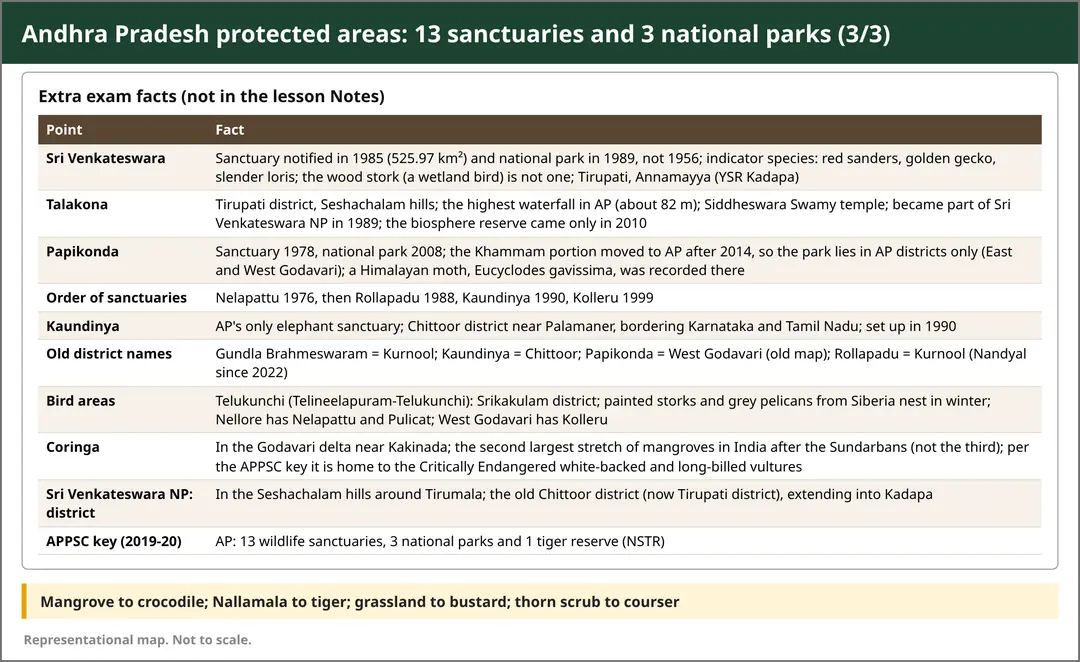 Andhra Pradesh protected areas: 13 sanctuaries and 3 national parks (3/3)
Extra exam facts (not in the lesson Notes)
Point Fact
Sri Venkateswara Sanctuary notified in 1985 (525.97 km²) and national park in 1989, not 1956; indicator species: red sanders, golden gecko,
slender loris; the wood stork (a wetland bird) is not one; Tirupati, Annamayya (YSR Kadapa)
Talakona Tirupati district, Seshachalam hills; the highest waterfall in AP (about 82 m); Siddheswara Swamy temple; became part of Sri
Venkateswara NP in 1989; the biosphere reserve came only in 2010
Papikonda Sanctuary 1978, national park 2008; the Khammam portion moved to AP after 2014, so the park lies in AP districts only (East
and West Godavari); a Himalayan moth, Eucyclodes gavissima, was recorded there
Order of sanctuaries Nelapattu 1976, then Rollapadu 1988, Kaundinya 1990, Kolleru 1999
Kaundinya AP's only elephant sanctuary; Chittoor district near Palamaner, bordering Karnataka and Tamil Nadu; set up in 1990
Old district names Gundla Brahmeswaram = Kurnool; Kaundinya = Chittoor; Papikonda = West Godavari (old map); Rollapadu = Kurnool (Nandyal
since 2022)
Bird areas Telukunchi (Telineelapuram-Telukunchi): Srikakulam district; painted storks and grey pelicans from Siberia nest in winter;
Nellore has Nelapattu and Pulicat; West Godavari has Kolleru
Coringa In the Godavari delta near Kakinada; the second largest stretch of mangroves in India after the Sundarbans (not the third); per
the APPSC key it is home to the Critically Endangered white-backed and long-billed vultures
Sri Venkateswara NP: In the Seshachalam hills around Tirumala; the old Chittoor district (now Tirupati district), extending into Kadapa
district
APPSC key (2019-20) AP: 13 wildlife sanctuaries, 3 national parks and 1 tiger reserve (NSTR)
Mangrove to crocodile; Nallamala to tiger; grassland to bustard; thorn scrub to courser
Representational map. Not to scale.